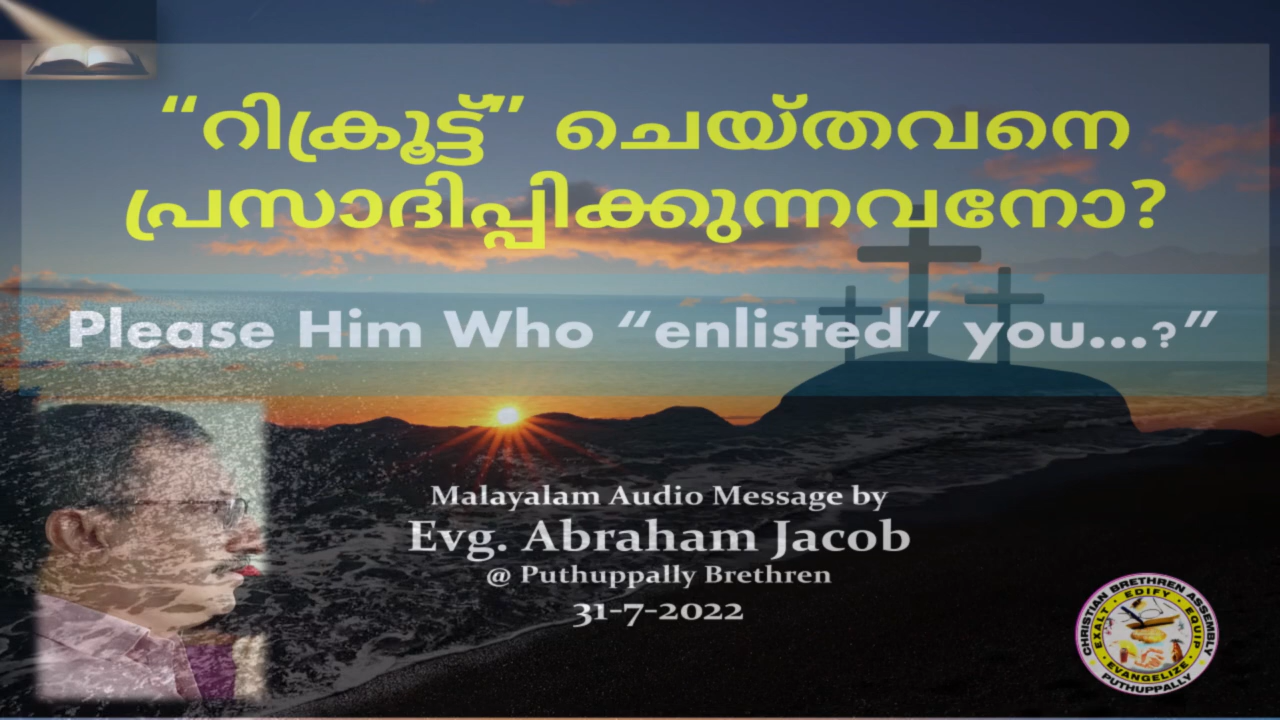 “റിക്രൂട്ട്” ചെയ്തവനെ
പ്രസാദിപ്പിക്കുന്നവനോ?
Please Him Who “enlisted” you...?”
Malayalam Audio Message by
Evg. Abraham Jacob
@ Puthuppally Brethren
31-7-2022
CHRISTIAN BRETHREN ASSEMBLY
EXALT • EDIFY • EQUIP
EVANGELIZE
PUTHUPPALLY